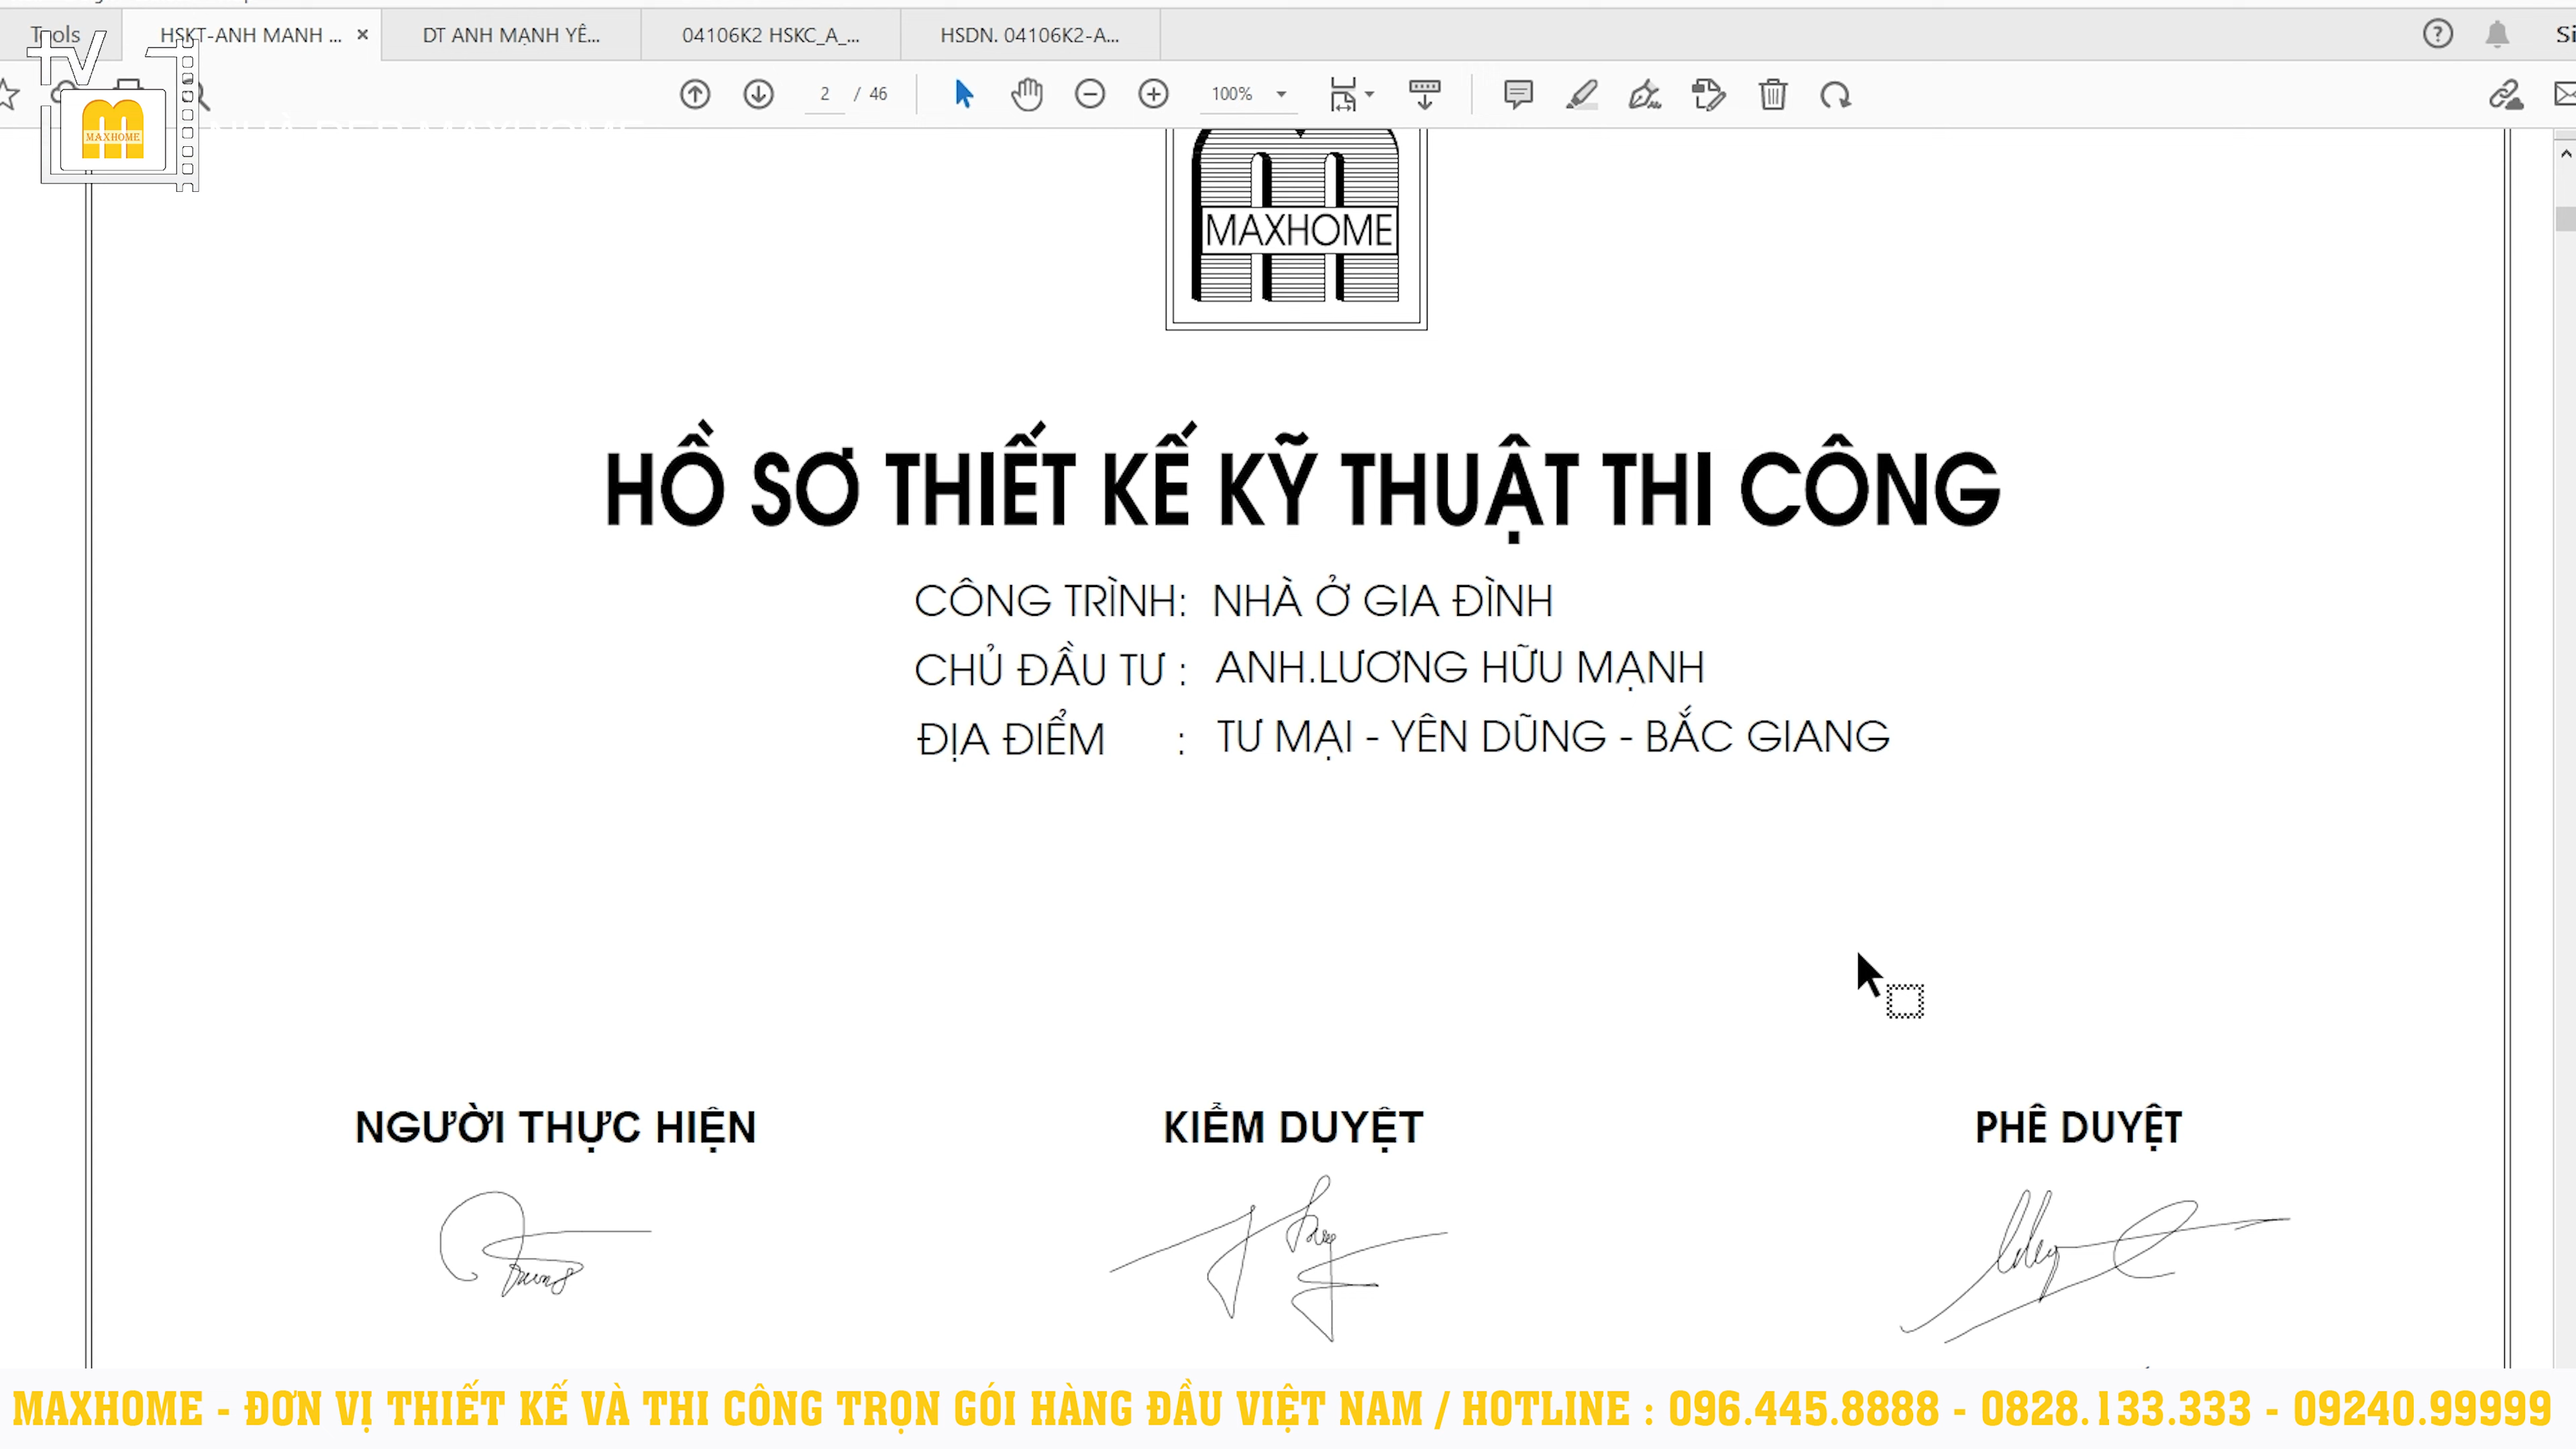 Tools
HSKT-ANH MANH ... ×
DT ANH MẠNH YÊ...
04106K2 HSKC_A_...
HSDN. 04106K2-A...
2 / 46
100%
tv
MAXHOME
MAXHOME
HỒ SƠ THIẾT KẾ KỸ THUẬT THI CÔNG
CÔNG TRÌNH: NHÀ Ở GIA ĐÌNH
CHỦ ĐẦU TƯ : ANH.LƯƠNG HỮU MẠNH
ĐỊA ĐIỂM : TƯ MẠI - YÊN DŨNG - BẮC GIANG
NGƯỜI THỰC HIỆN
KIỂM DUYỆT
PHÊ DUYỆT
MAXHOME - ĐƠN VỊ THIẾT KẾ VÀ THI CÔNG TRỌN GÓI HÀNG ĐẦU VIỆT NAM / HOTLINE : 096.445.8888 - 0828.133.333 - 09240.99999